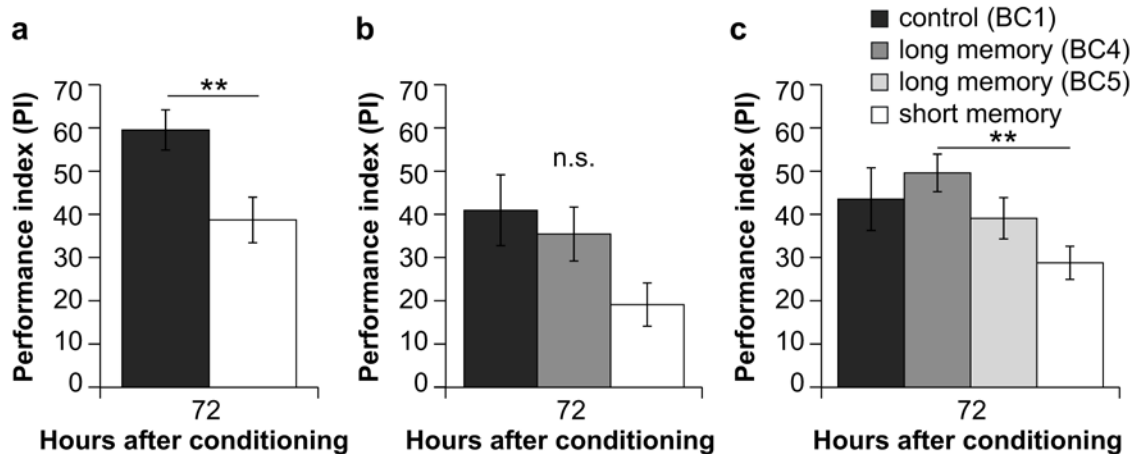 a
b
c
control (BC1)
long memory (BC4)
long memory (BC5)
short memory
Performance index (PI)
70
60
50
40
30
20
10
0
**
72
Hours after conditioning
Performance index (PI)
70
60
50
40
30
20
10
0
n.s.
72
Hours after conditioning
Performance index (PI)
70
60
50
40
30
20
10
0
**
72
Hours after conditioning